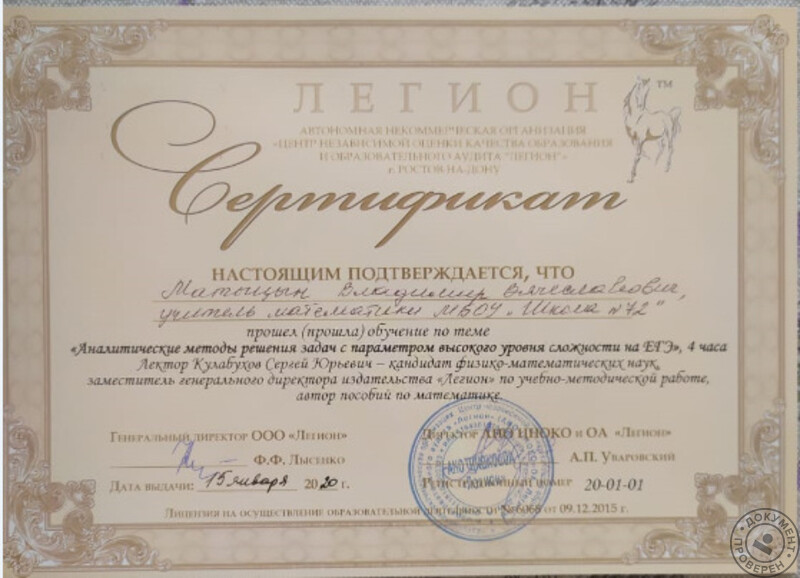 ЛЕГИОН ™
АВТОНОМНАЯ НЕКОММЕРЧЕСКАЯ ОРГАНИЗАЦИЯ
«ЦЕНТР НЕЗАВИСИМОЙ ОЦЕНКИ КАЧЕСТВА ОБРАЗОВАНИЯ
И ОБРАЗОВАТЕЛЬНОГО АУДИТА "ЛЕГИОН"»
г. РОСТОВ-НА-ДОНУ
Сертификат
НАСТОЯЩИМ ПОДТВЕРЖДАЕТСЯ, ЧТО
Матыцын Владимир Вячеславович,
учитель математики МБОУ "Школа №72"
прошел (прошла) обучение по теме
«Аналитические методы решения задач с параметром высокого уровня сложности на ЕГЭ», 4 часа
Лектор Кулабухов Сергей Юрьевич – кандидат физико-математических наук,
заместитель генерального директора издательства «Легион» по учебно-методической работе,
автор пособий по математике.
ГЕНЕРАЛЬНЫЙ ДИРЕКТОР ООО «ЛЕГИОН»
Ф.Ф. ЛЫСЕНКО
ДАТА ВЫДАЧИ: 15 января 2020 г.
ДИРЕКТОР АНО ЦНОКО и ОА «ЛЕГИОН»
А.П. УВАРОВСКИЙ
РЕГИСТРАЦИОННЫЙ НОМЕР 20-01-01
ЛИЦЕНЗИЯ НА ОСУЩЕСТВЛЕНИЕ ОБРАЗОВАТЕЛЬНОЙ ДЕЯТЕЛЬНОСТИ №6066 от 09.12.2015 г.
ДОКУМЕНТ
ПРОВЕРЕН